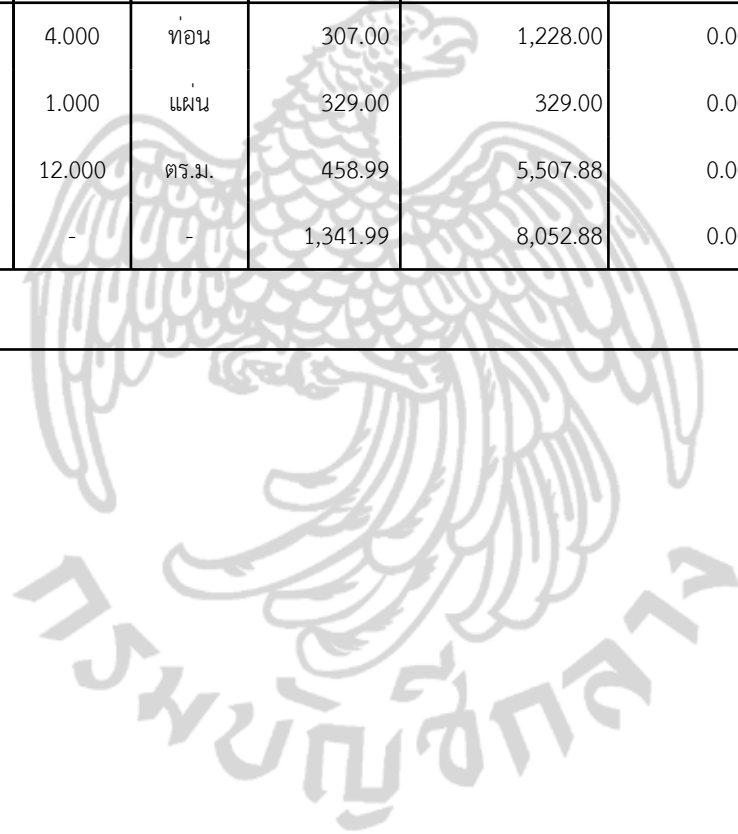 4.000 ท่อน 307.00 1,228.00 0.0
1.000 แผ่น 329.00 329.00 0.0
12.000 ตร.ม. 458.99 5,507.88 0.0
- - 1,341.99 8,052.88 0.0
กรมบัญชีกลาง